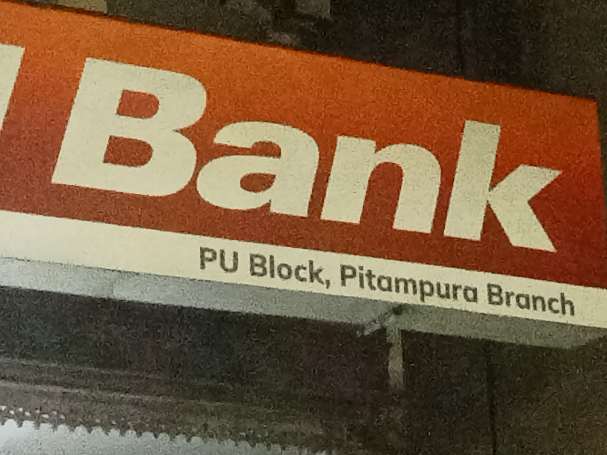 Bank
PU Block, Pitampura Branch